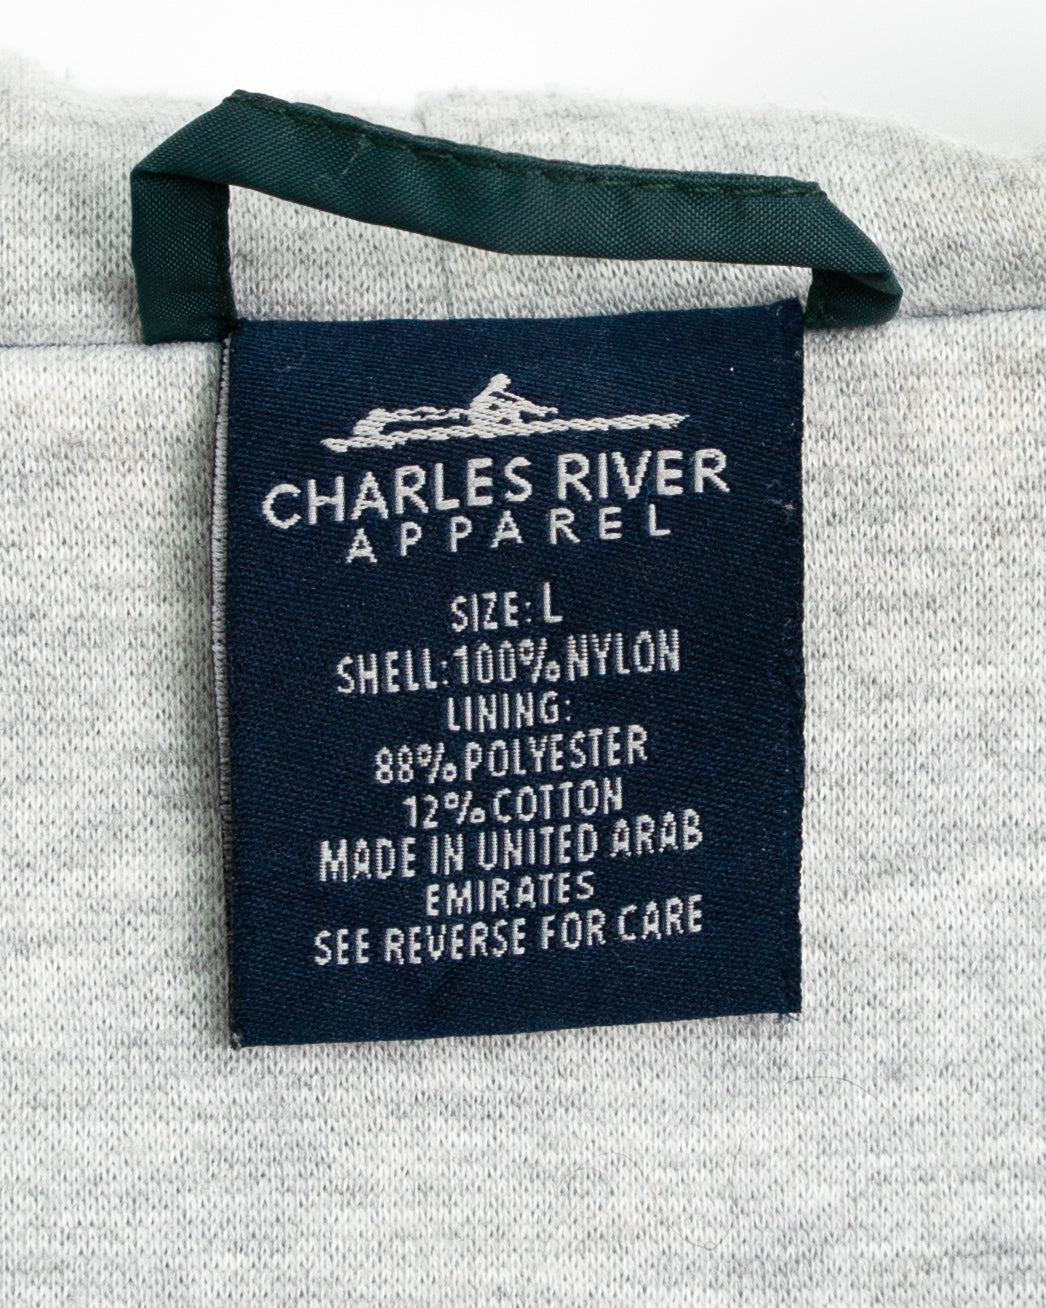 CHARLES RIVER
APPAREL
SIZE: L
SHELL:100%NYLON
LINING:
88%POLYESTER
12%COTTON
MADE IN UNITED ARAB
EMIRATES
SEE REVERSE FOR CARE